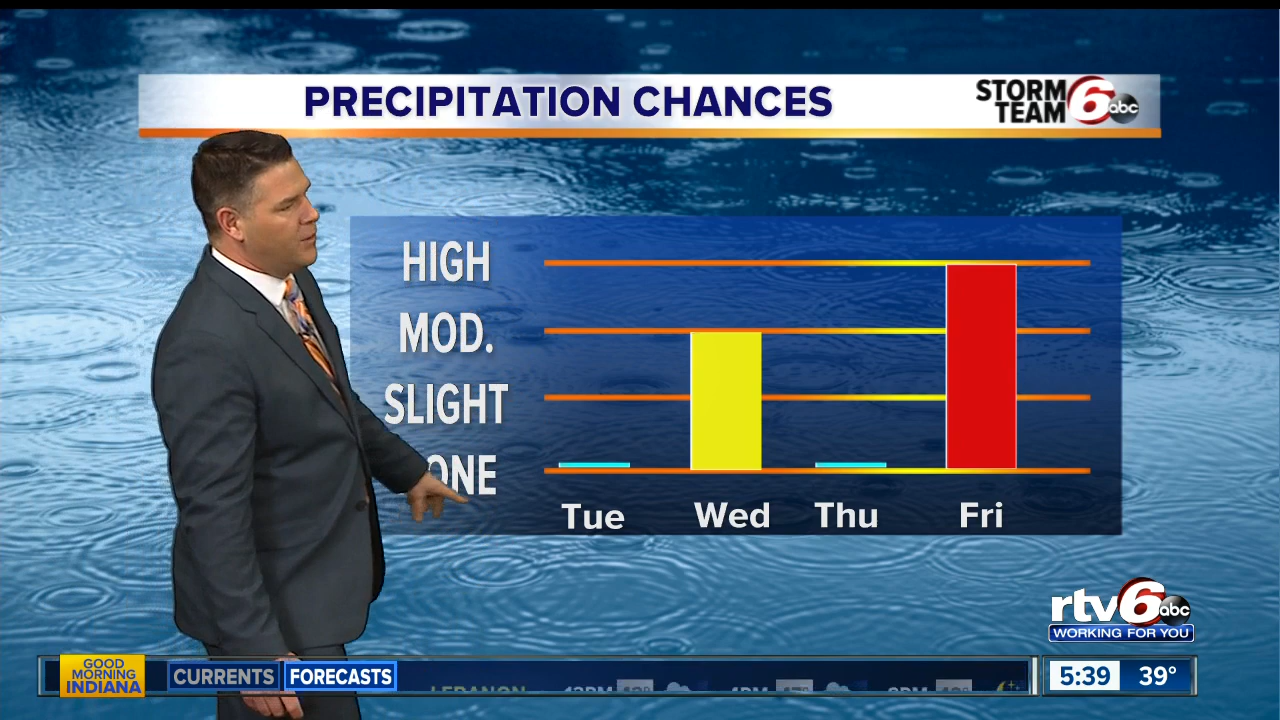 PRECIPITATION CHANCES
STORM
TEAM 6 abc
HIGH
MOD.
SLIGHT
ONE
Tue Wed Thu Fri
rtv6 abc
WORKING FOR YOU
GOOD
MORNING
INDIANA
CURRENTS FORECASTS
LEBANON
5:39 39°